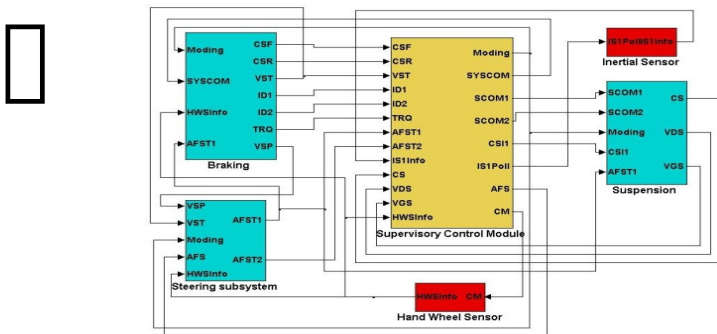 Moding
SYSCOM
HWSInfo
AFST1
CSF
CSR
VST
ID1
ID2
TRQ
VSP
Braking
VSP
VST
Moding
AFS
HWSInfo
AFST1
AFST2
Steering subsystem
CSF
CSR
VST
ID1
ID2
TRQ
AFST1
AFST2
IS1Info
CS
VDS
VGS
HWSInfo
Moding
SYSCOM
SCOM1
SCOM2
CSI1
IS1Poll
AFS
CM
Supervisory Control Module
HWSInfo CM
Hand Wheel Sensor
IS1PollIS1Info
Inertial Sensor
SCOM1
SCOM2
Moding
CSI1
AFST1
CS
VDS
VGS
Suspension